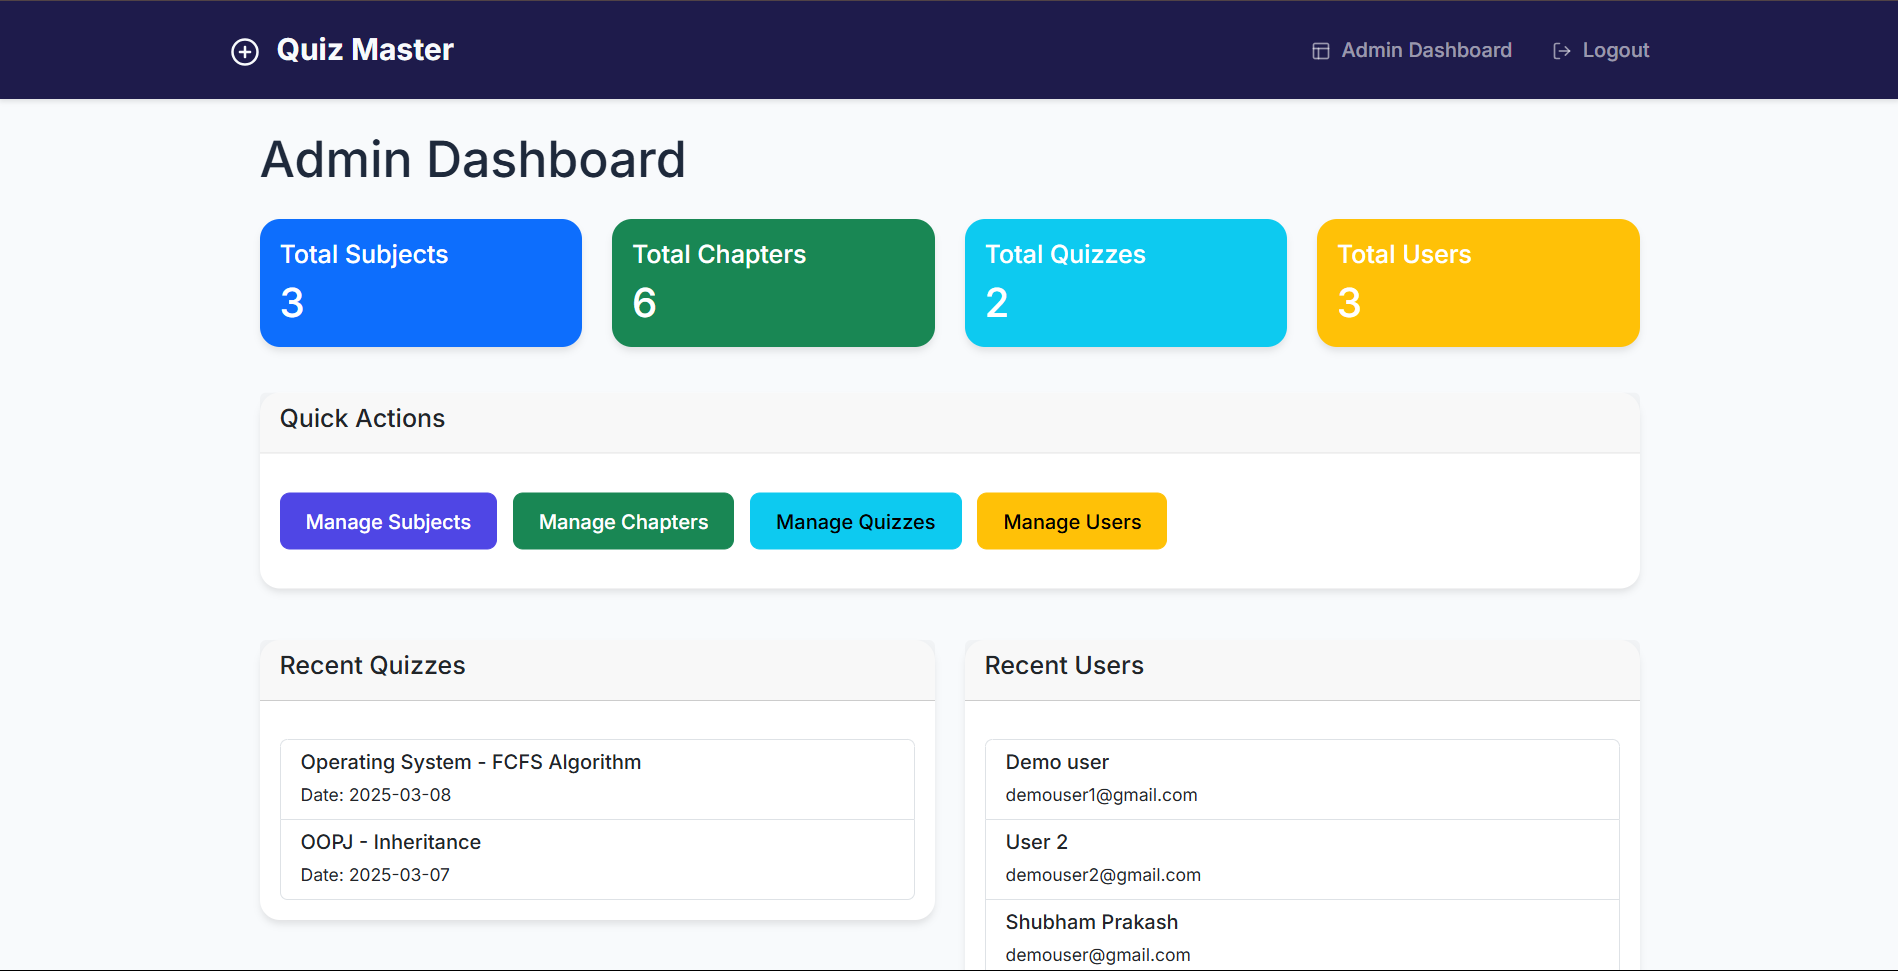 Quiz Master
Admin Dashboard
Logout
Admin Dashboard
Total Subjects
3
Total Chapters
6
Total Quizzes
2
Total Users
3
Quick Actions
Manage Subjects
Manage Chapters
Manage Quizzes
Manage Users
Recent Quizzes
Operating System - FCFS Algorithm
Date: 2025-03-08
OOPJ - Inheritance
Date: 2025-03-07
Recent Users
Demo user
demouser1@gmail.com
User 2
demouser2@gmail.com
Shubham Prakash
demouser@gmail.com